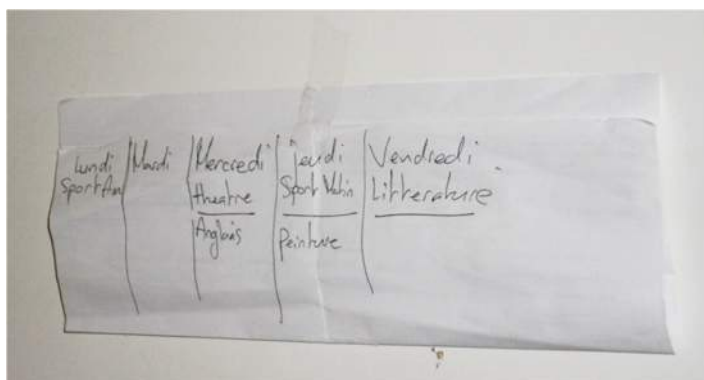 Lundi
Sport Am
Mardi
Mercredi
theatre
Anglais
jeudi
Sport Matin
Peinture
Vendredi
Litterature